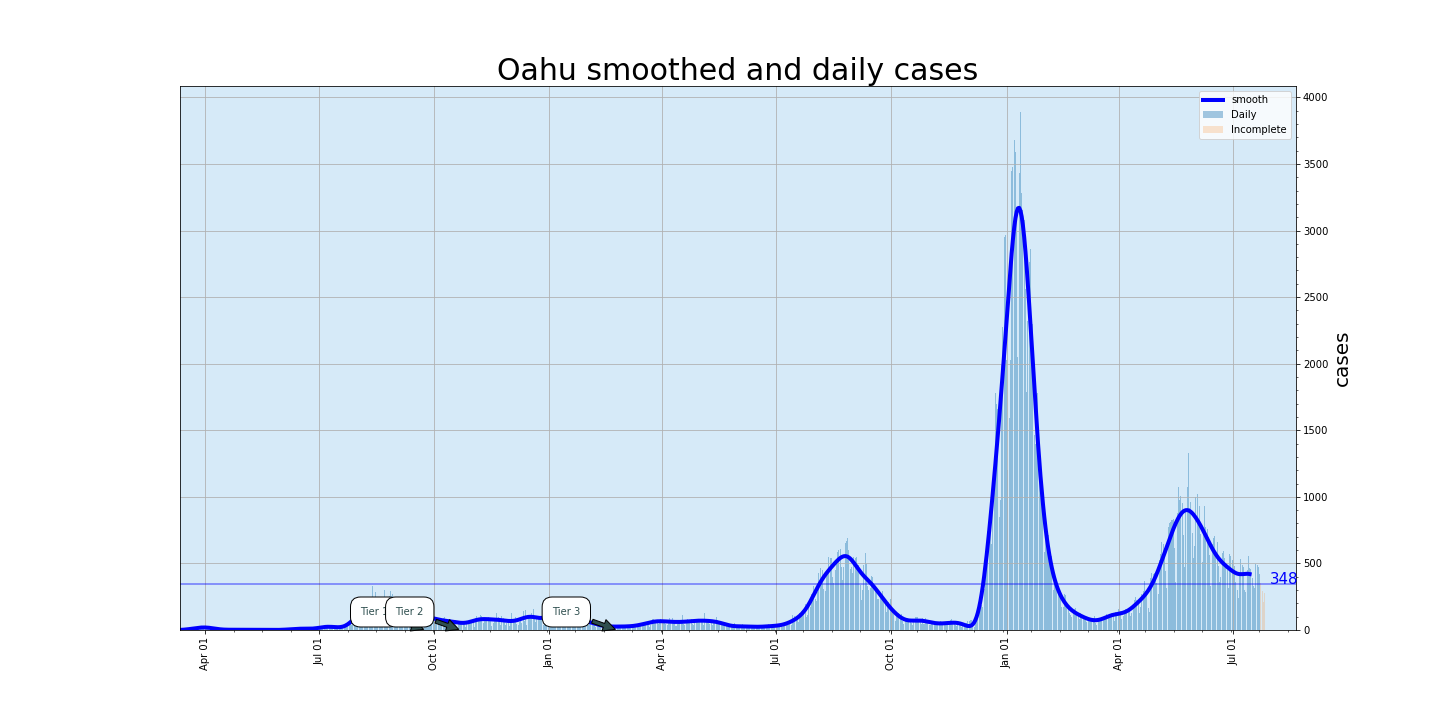 Oahu smoothed and daily cases
smooth
Daily
Incomplete
4000
3500
3000
2500
2000
1500
1000
500
0
cases
348
Tier 1
Tier 2
Tier 3
Apr 01
Jul 01
Oct 01
Jan 01
Apr 01
Jul 01
Oct 01
Jan 01
Apr 01
Jul 01